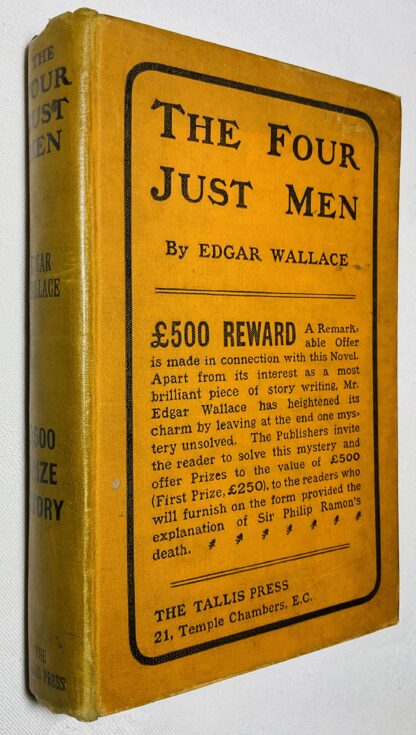 THE
FOUR
JUST
MEN
EDGAR
WALLACE
£500
PRIZE
STORY
THE
TALLIS PRESS
THE FOUR
JUST MEN
By EDGAR WALLACE
£500 REWARD A Remark-
able Offer
is made in connection with this Novel.
Apart from its interest as a most
brilliant piece of story writing, Mr.
Edgar Wallace has heightened its
charm by leaving at the end one mys-
tery unsolved. The Publishers invite
the reader to solve this mystery and
offer Prizes to the value of £500
(First Prize, £250), to the readers who
will furnish on the form provided the
explanation of Sir Philip Ramon's
death.
THE TALLIS PRESS
21, Temple Chambers, E.C.